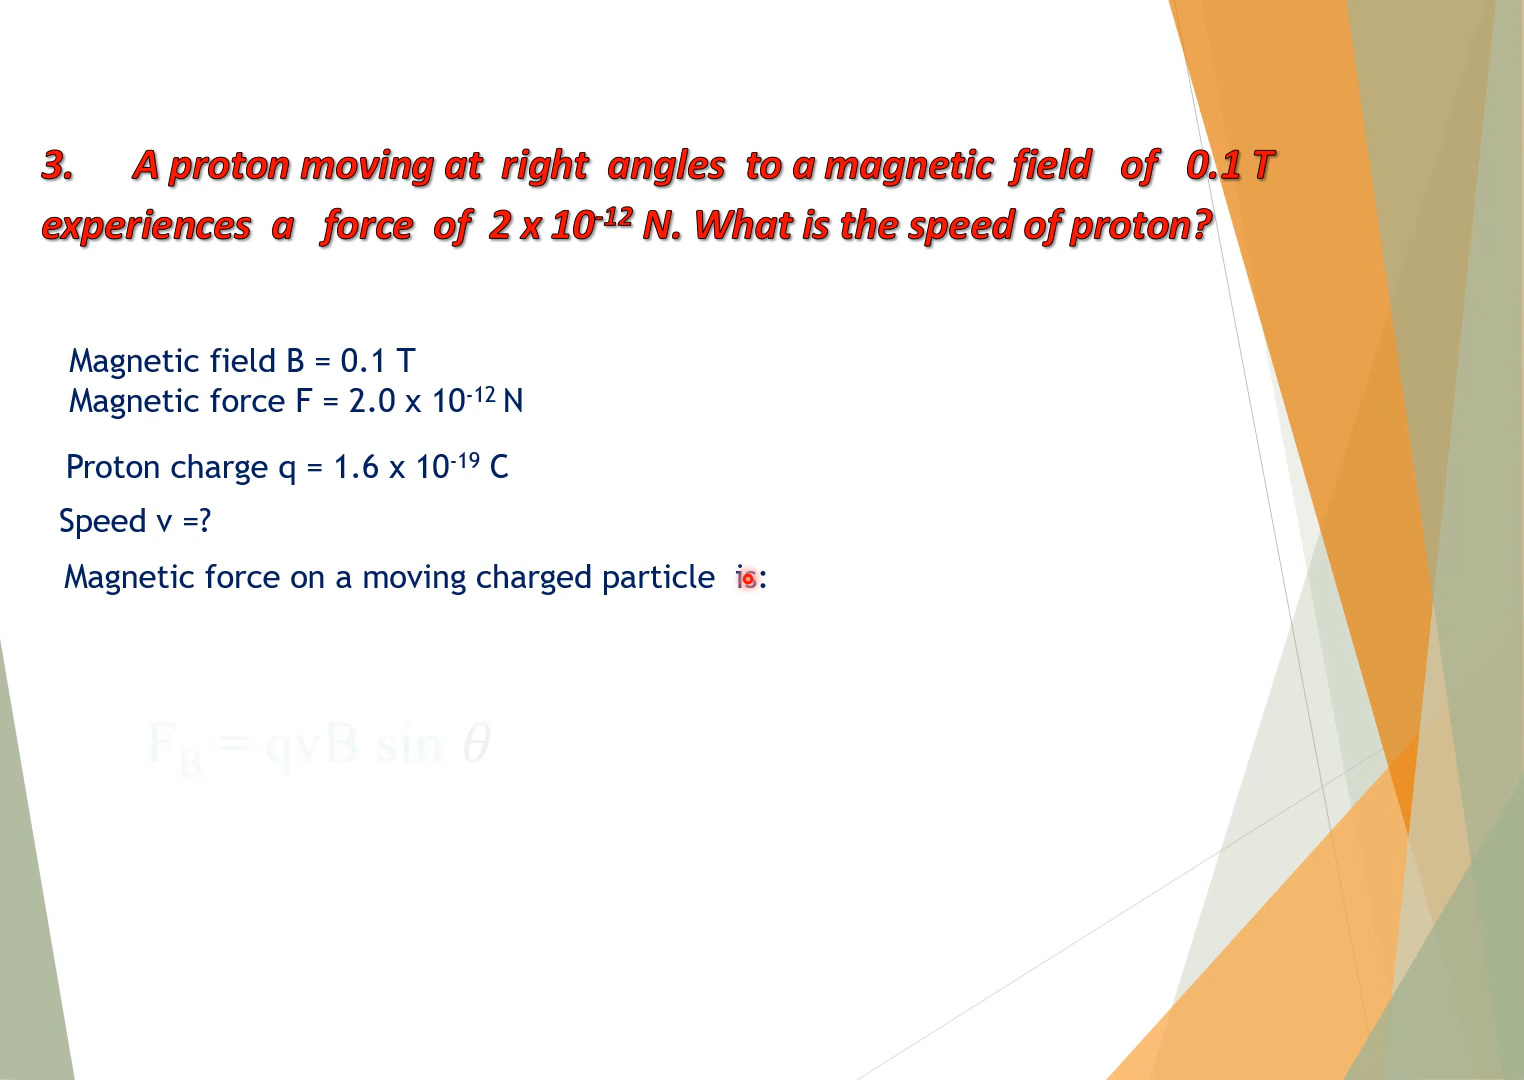 3. A proton moving at right angles to a magnetic field of 0.1 T
experiences a force of 2 x 10⁻¹² N. What is the speed of proton?
Magnetic field B = 0.1 T
Magnetic force F = 2.0 x 10⁻¹² N
Proton charge q = 1.6 x 10⁻¹⁹ C
Speed v =?
Magnetic force on a moving charged particle is:
F_B = qvB sin θ